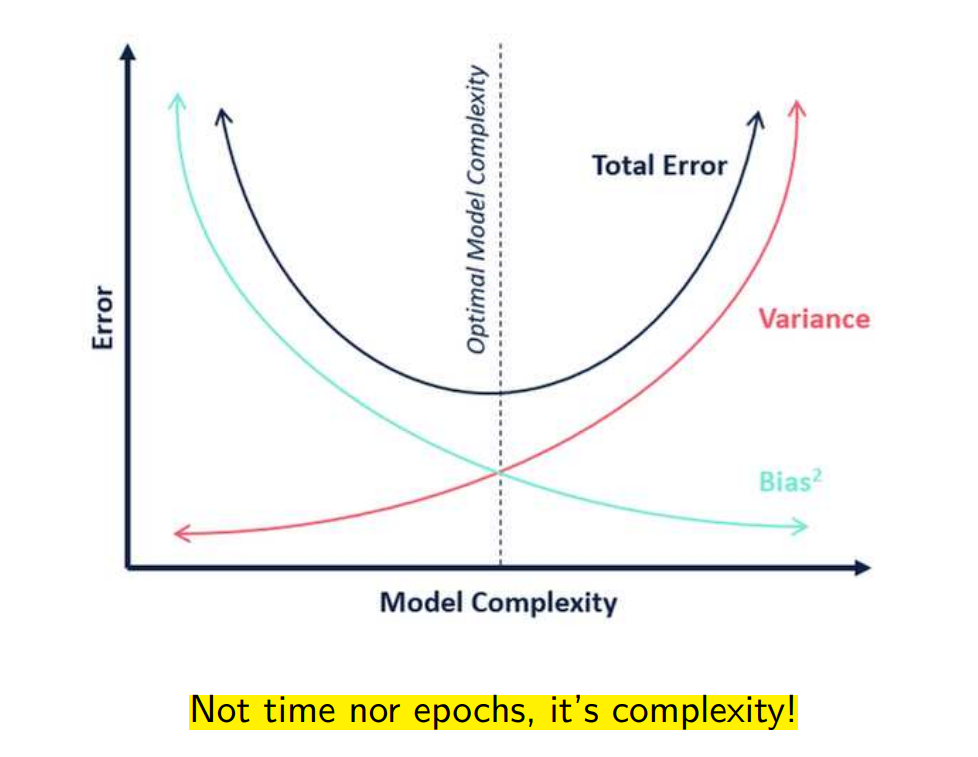 Optimal Model Complexity
Total Error
Error
Variance
Bias²
Model Complexity
Not time nor epochs, it's complexity!